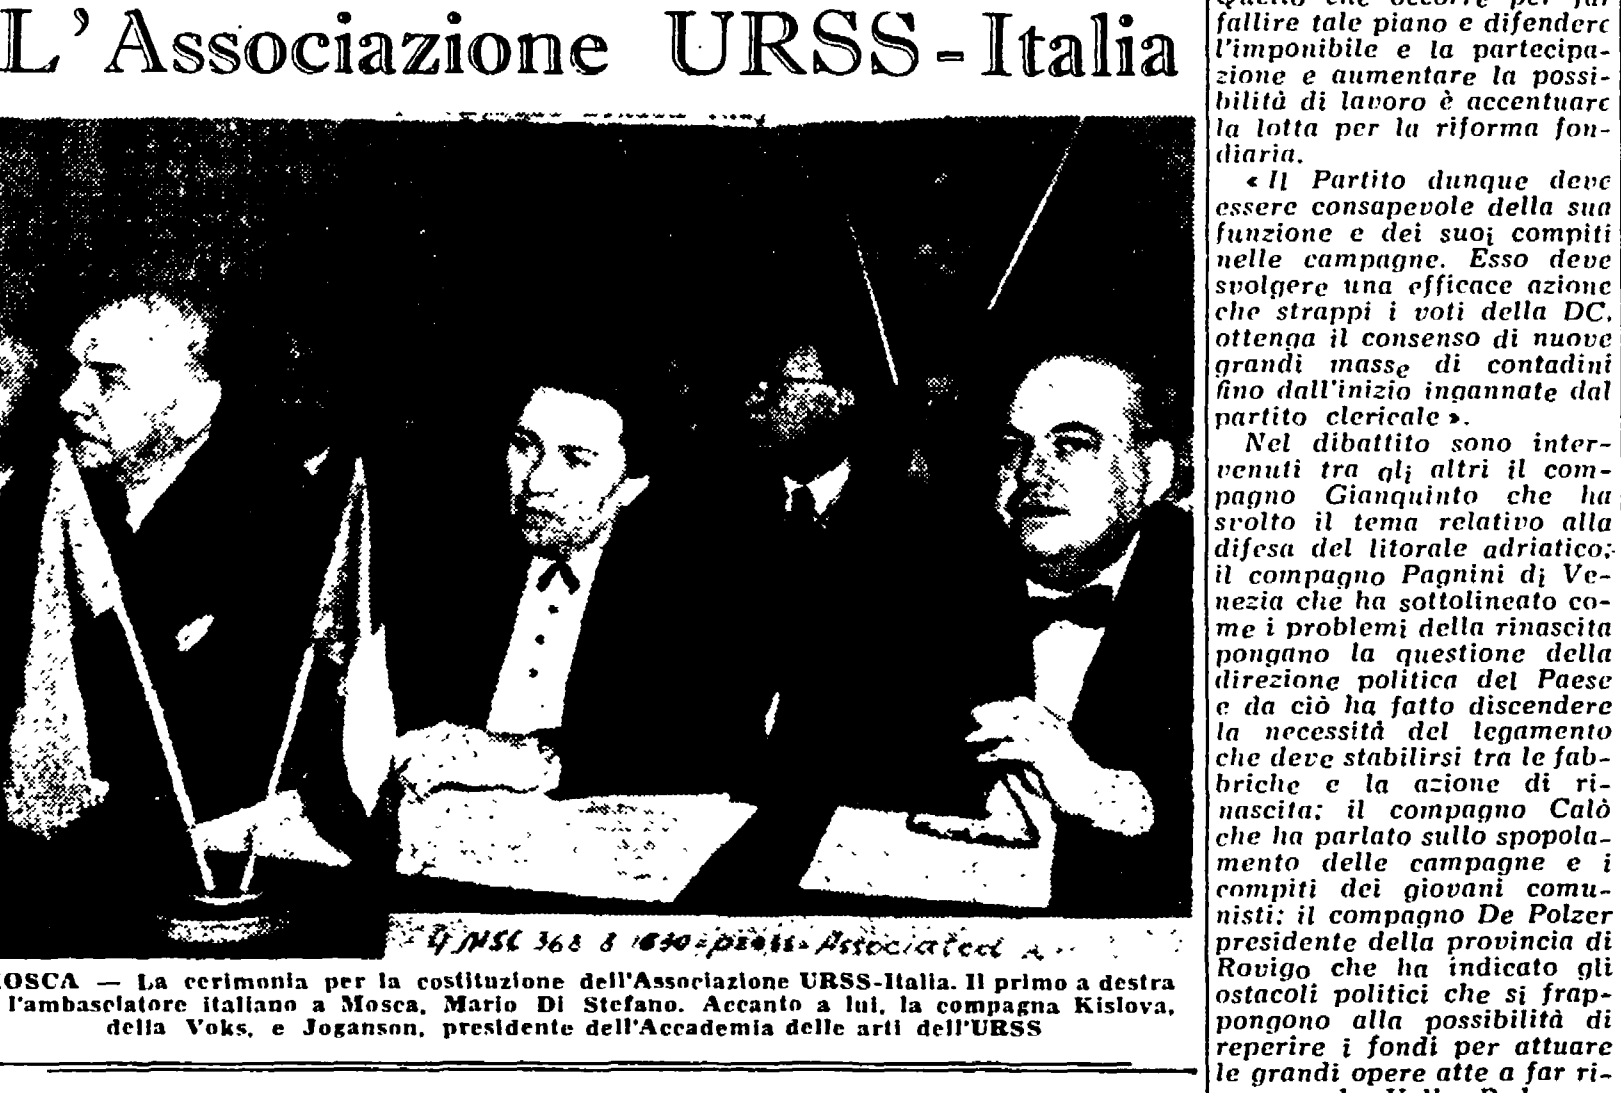 L'Associazione URSS-Italia
OSCA — La cerimonia per la costituzione dell'Associazione URSS-Italia. Il primo a destra
l'ambasciatore italiano a Mosca, Mario Di Stefano. Accanto a lui, la compagna Kislova,
della Voks, e Joganson, presidente dell'Accademia delle arti dell'URSS
fallire tale piano e difendere
l'imponibile e la partecipa-
zione e aumentare la possi-
bilità di lavoro è accentuare
la lotta per la riforma fon-
diaria.
« Il Partito dunque deve
essere consapevole della sua
funzione e dei suoi compiti
nelle campagne. Esso deve
svolgere una efficace azione
che strappi i voti della DC,
ottenga il consenso di nuove
grandi masse di contadini
fino dall'inizio ingannate dal
partito clericale ».
Nel dibattito sono inter-
venuti tra gli altri il com-
pagno Gianquinto che ha
svolto il tema relativo alla
difesa del litorale adriatico;
il compagno Pagnini di Ve-
nezia che ha sottolineato co-
me i problemi della rinascita
pongano la questione della
direzione politica del Paese
e da ciò ha fatto discendere
la necessità del legamento
che deve stabilirsi tra le fab-
briche e la azione di ri-
nascita; il compagno Calò
che ha parlato sullo spopola-
mento delle campagne e i
compiti dei giovani comu-
nisti; il compagno De Polzer
presidente della provincia di
Rovigo che ha indicato gli
ostacoli politici che si frap-
pongono alla possibilità di
reperire i fondi per attuare
le grandi opere atte a far ri-